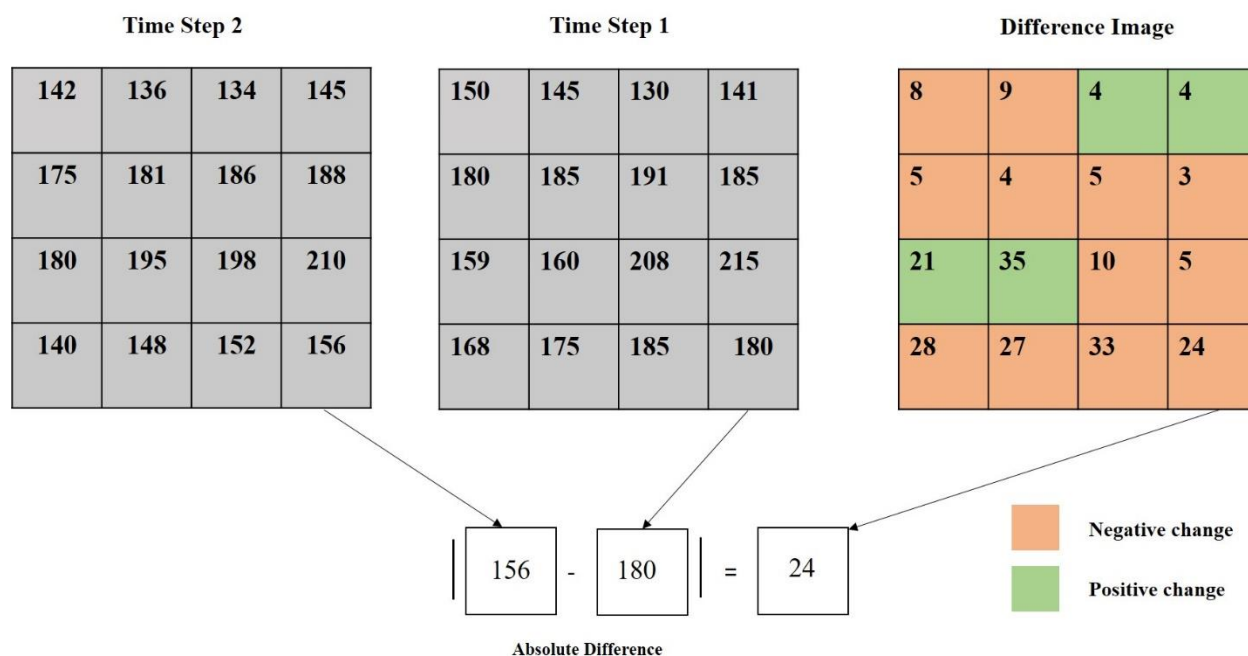 Time Step 2 Time Step 1 Difference Image
142 136 134 145 150 145 130 141 8 9 4 4
175 181 186 188 180 185 191 185 5 4 5 3
180 195 198 210 159 160 208 215 21 35 10 5
140 148 152 156 168 175 185 180 28 27 33 24
| 156 - 180 | = 24
Negative change
Positive change
Absolute Difference